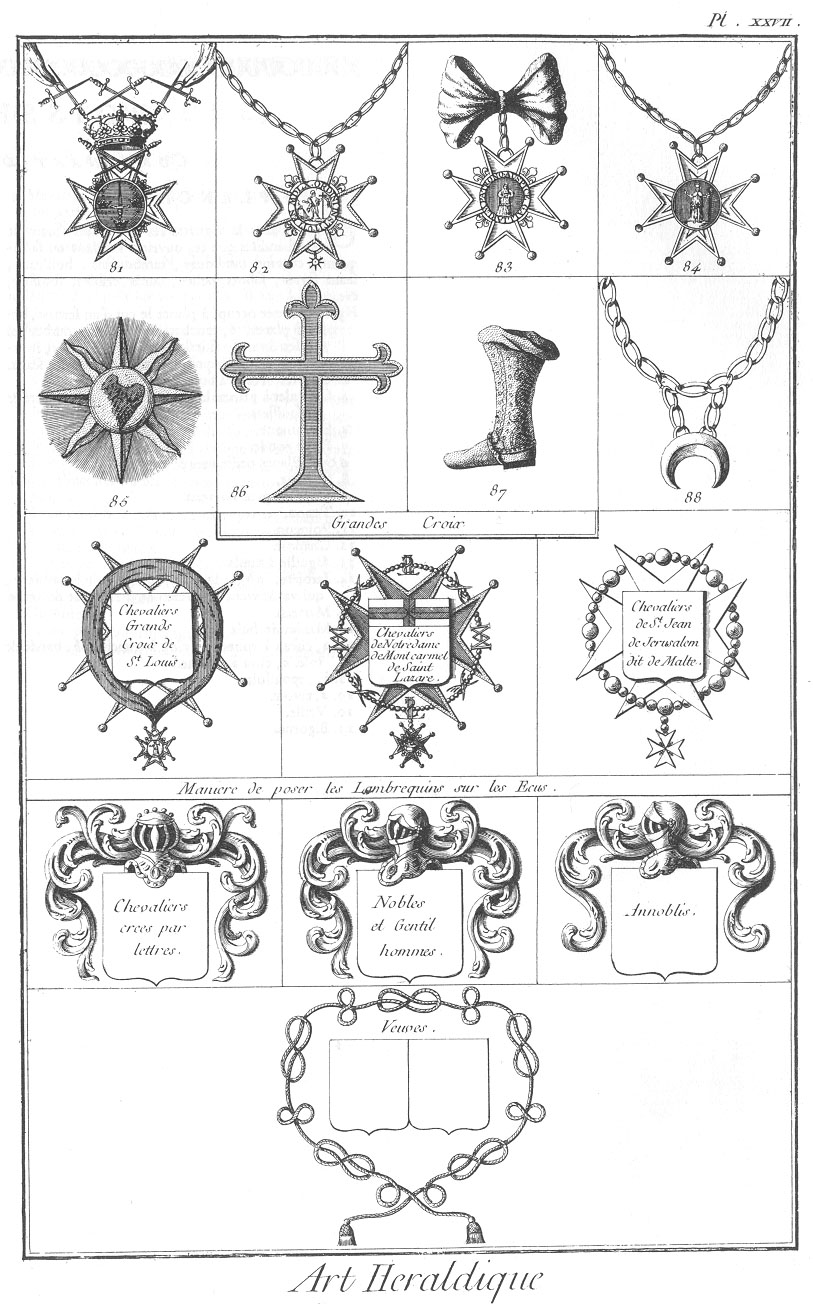 Pl. XXVII.
81
82
83
84
85
86
87
88
Grandes Croix
Chevaliers
Grands
Croix de
St. Louis.
Chevaliers
de Notre dame
de Mont carmel
de Saint
Lazare.
Chevaliers
de St. Jean
de Jerusalem
dit de Malte.
Maniere de poser les Lambrequins sur les Ecus.
Chevaliers
crees par
lettres.
Nobles
et Gentil
hommes.
Annoblis.
Veuves.
Art Heraldique